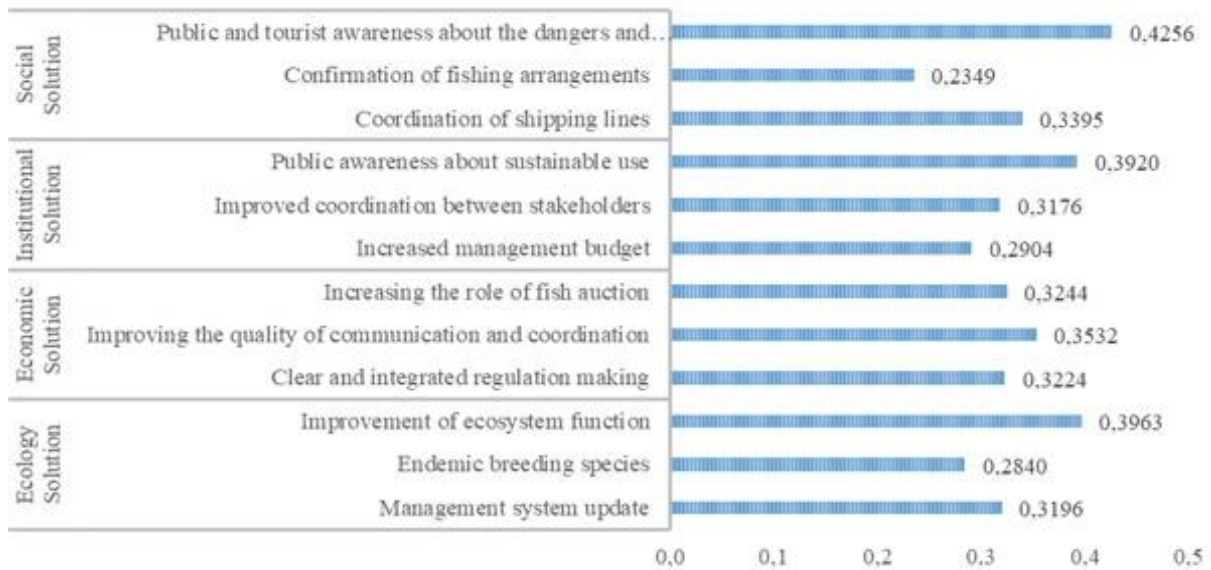 Social
Solution
Public and tourist awareness about the dangers and...
0,4256
Confirmation of fishing arrangements
0,2349
Coordination of shipping lines
0,3395
Institutional
Solution
Public awareness about sustainable use
0,3920
Improved coordination between stakeholders
0,3176
Increased management budget
0,2904
Economic
Solution
Increasing the role of fish auction
0,3244
Improving the quality of communication and coordination
0,3532
Clear and integrated regulation making
0,3224
Ecology
Solution
Improvement of ecosystem function
0,3963
Endemic breeding species
0,2840
Management system update
0,3196
0,0 0,1 0,2 0,3 0,4 0,5